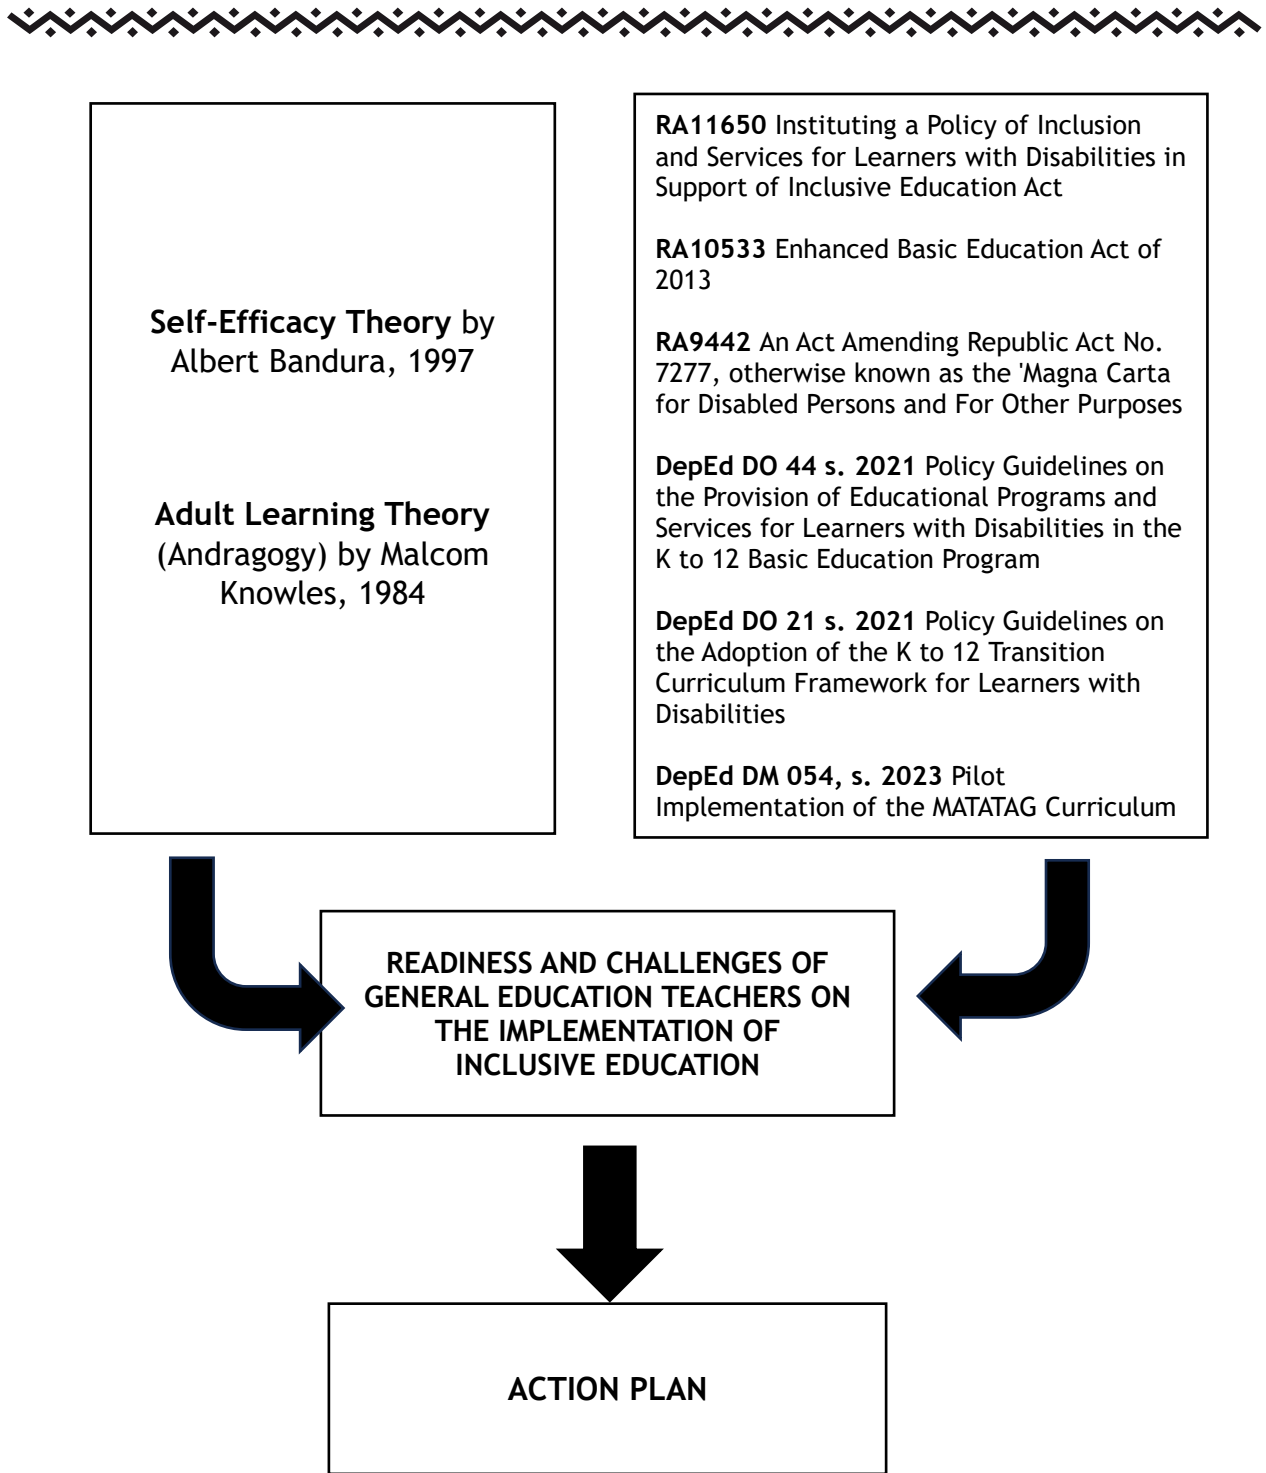 Self-Efficacy Theory by
Albert Bandura, 1997
Adult Learning Theory
(Andragogy) by Malcom
Knowles, 1984
RA11650 Instituting a Policy of Inclusion
and Services for Learners with Disabilities in
Support of Inclusive Education Act
RA10533 Enhanced Basic Education Act of
2013
RA9442 An Act Amending Republic Act No.
7277, otherwise known as the 'Magna Carta
for Disabled Persons and For Other Purposes
DepEd DO 44 s. 2021 Policy Guidelines on
the Provision of Educational Programs and
Services for Learners with Disabilities in the
K to 12 Basic Education Program
DepEd DO 21 s. 2021 Policy Guidelines on
the Adoption of the K to 12 Transition
Curriculum Framework for Learners with
Disabilities
DepEd DM 054, s. 2023 Pilot
Implementation of the MATATAG Curriculum
READINESS AND CHALLENGES OF
GENERAL EDUCATION TEACHERS ON
THE IMPLEMENTATION OF
INCLUSIVE EDUCATION
ACTION PLAN